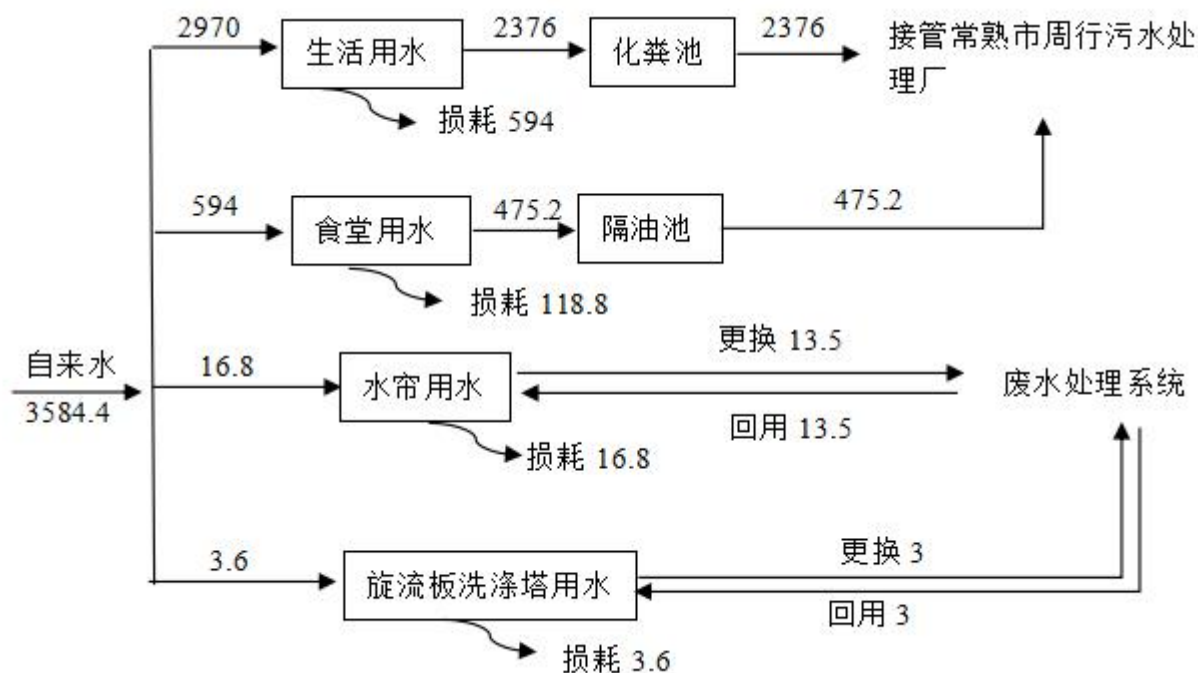 2970
生活用水
2376
化粪池
2376
接管常熟市周行污水处
理厂
损耗 594
594
食堂用水
475.2
隔油池
475.2
损耗 118.8
自来水
3584.4
16.8
水帘用水
更换 13.5
回用 13.5
废水处理系统
损耗 16.8
3.6
旋流板洗涤塔用水
更换 3
回用 3
损耗 3.6